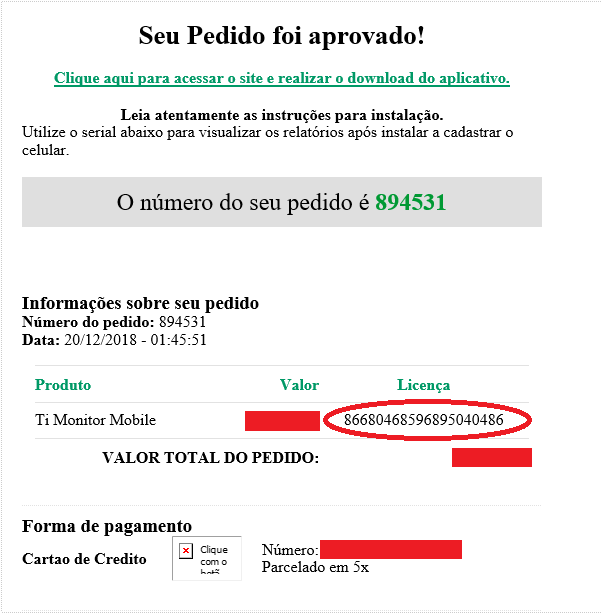 Seu Pedido foi aprovado!
Clique aqui para acessar o site e realizar o download do aplicativo.
Leia atentamente as instruções para instalação.
Utilize o serial abaixo para visualizar os relatórios após instalar a cadastrar o
celular.
O número do seu pedido é 894531
Informações sobre seu pedido
Número do pedido: 894531
Data: 20/12/2018 - 01:45:51
Produto Valor Licença
Ti Monitor Mobile 86680468596895040486
VALOR TOTAL DO PEDIDO:
Forma de pagamento
Cartao de Credito
Clique
com o
Número:
Parcelado em 5x